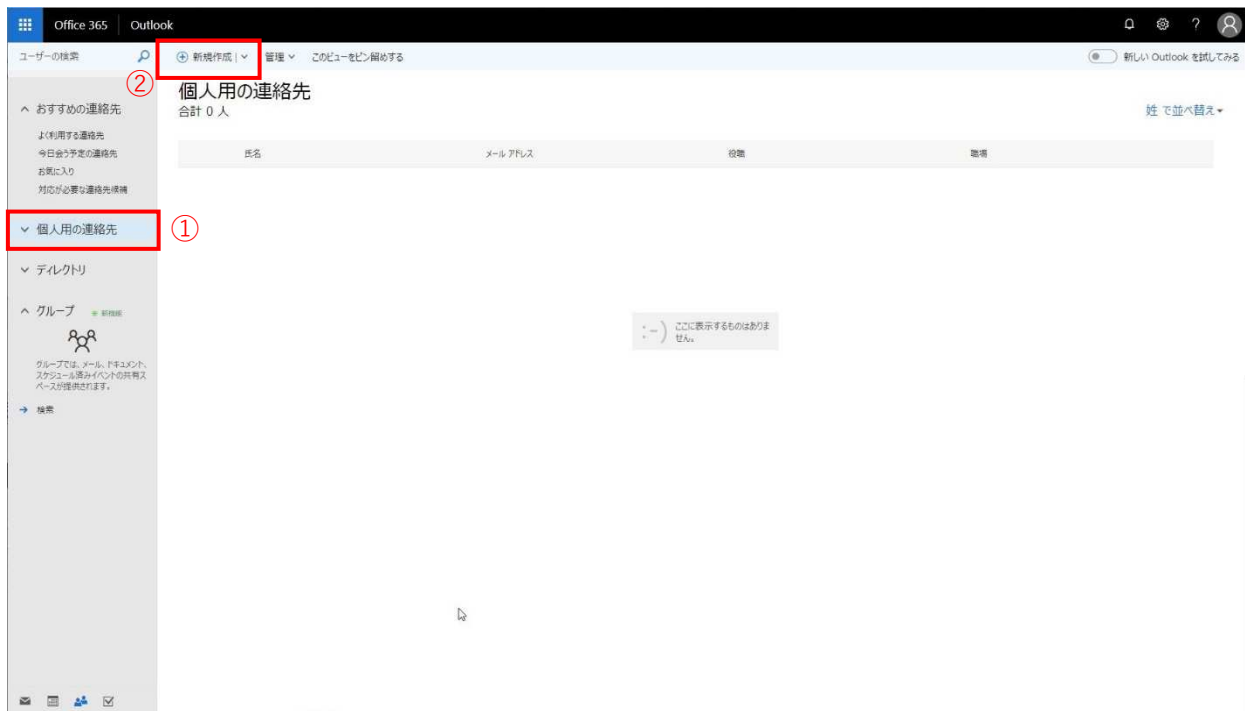 Office 365 Outlook
?
ユーザーの検索
新規作成 | 管理 このビューをピン留めする
新しい Outlook を試してみる
②
個人用の連絡先
合計 0 人
姓 で並べ替え
おすすめの連絡先
よく利用する連絡先
今日会う予定の連絡先
お気に入り
対応が必要な連絡先候補
氏名 メール アドレス 役職 職場
個人用の連絡先
①
ディレクトリ
グループ 新機能
グループでは、メール、ドキュメント、
スケジュール済みイベントの共有ス
ペースが提供されます。
検索
:-) ここに表示するものはありま
せん。